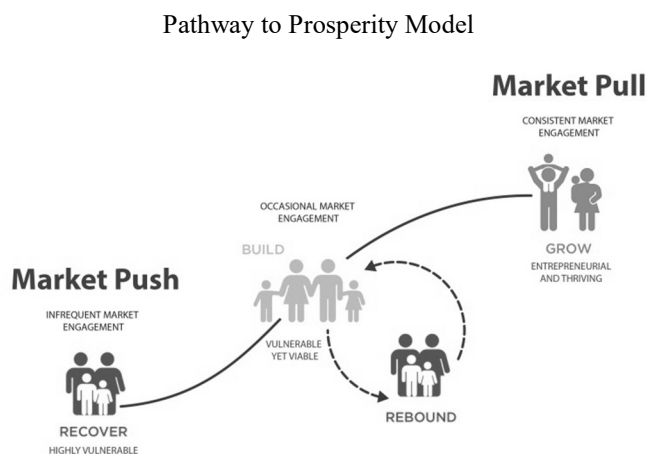 Pathway to Prosperity Model
Market Pull
CONSISTENT MARKET
ENGAGEMENT
GROW
ENTREPRENEURIAL
AND THRIVING
OCCASIONAL MARKET
ENGAGEMENT
BUILD
VULNERABLE
YET VIABLE
REBOUND
Market Push
INFREQUENT MARKET
ENGAGEMENT
RECOVER
HIGHLY VULNERABLE